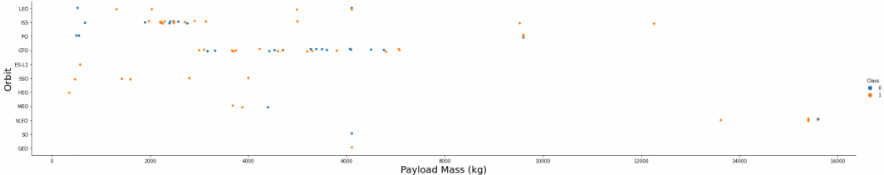 LEO
ISS
PO
GTO
ES-L1
SSO
HEO
MEO
VLEO
SO
GEO
Orbit
0
2000
4000
6000
8000
10000
12000
14000
16000
Payload Mass (kg)
Class
0
1